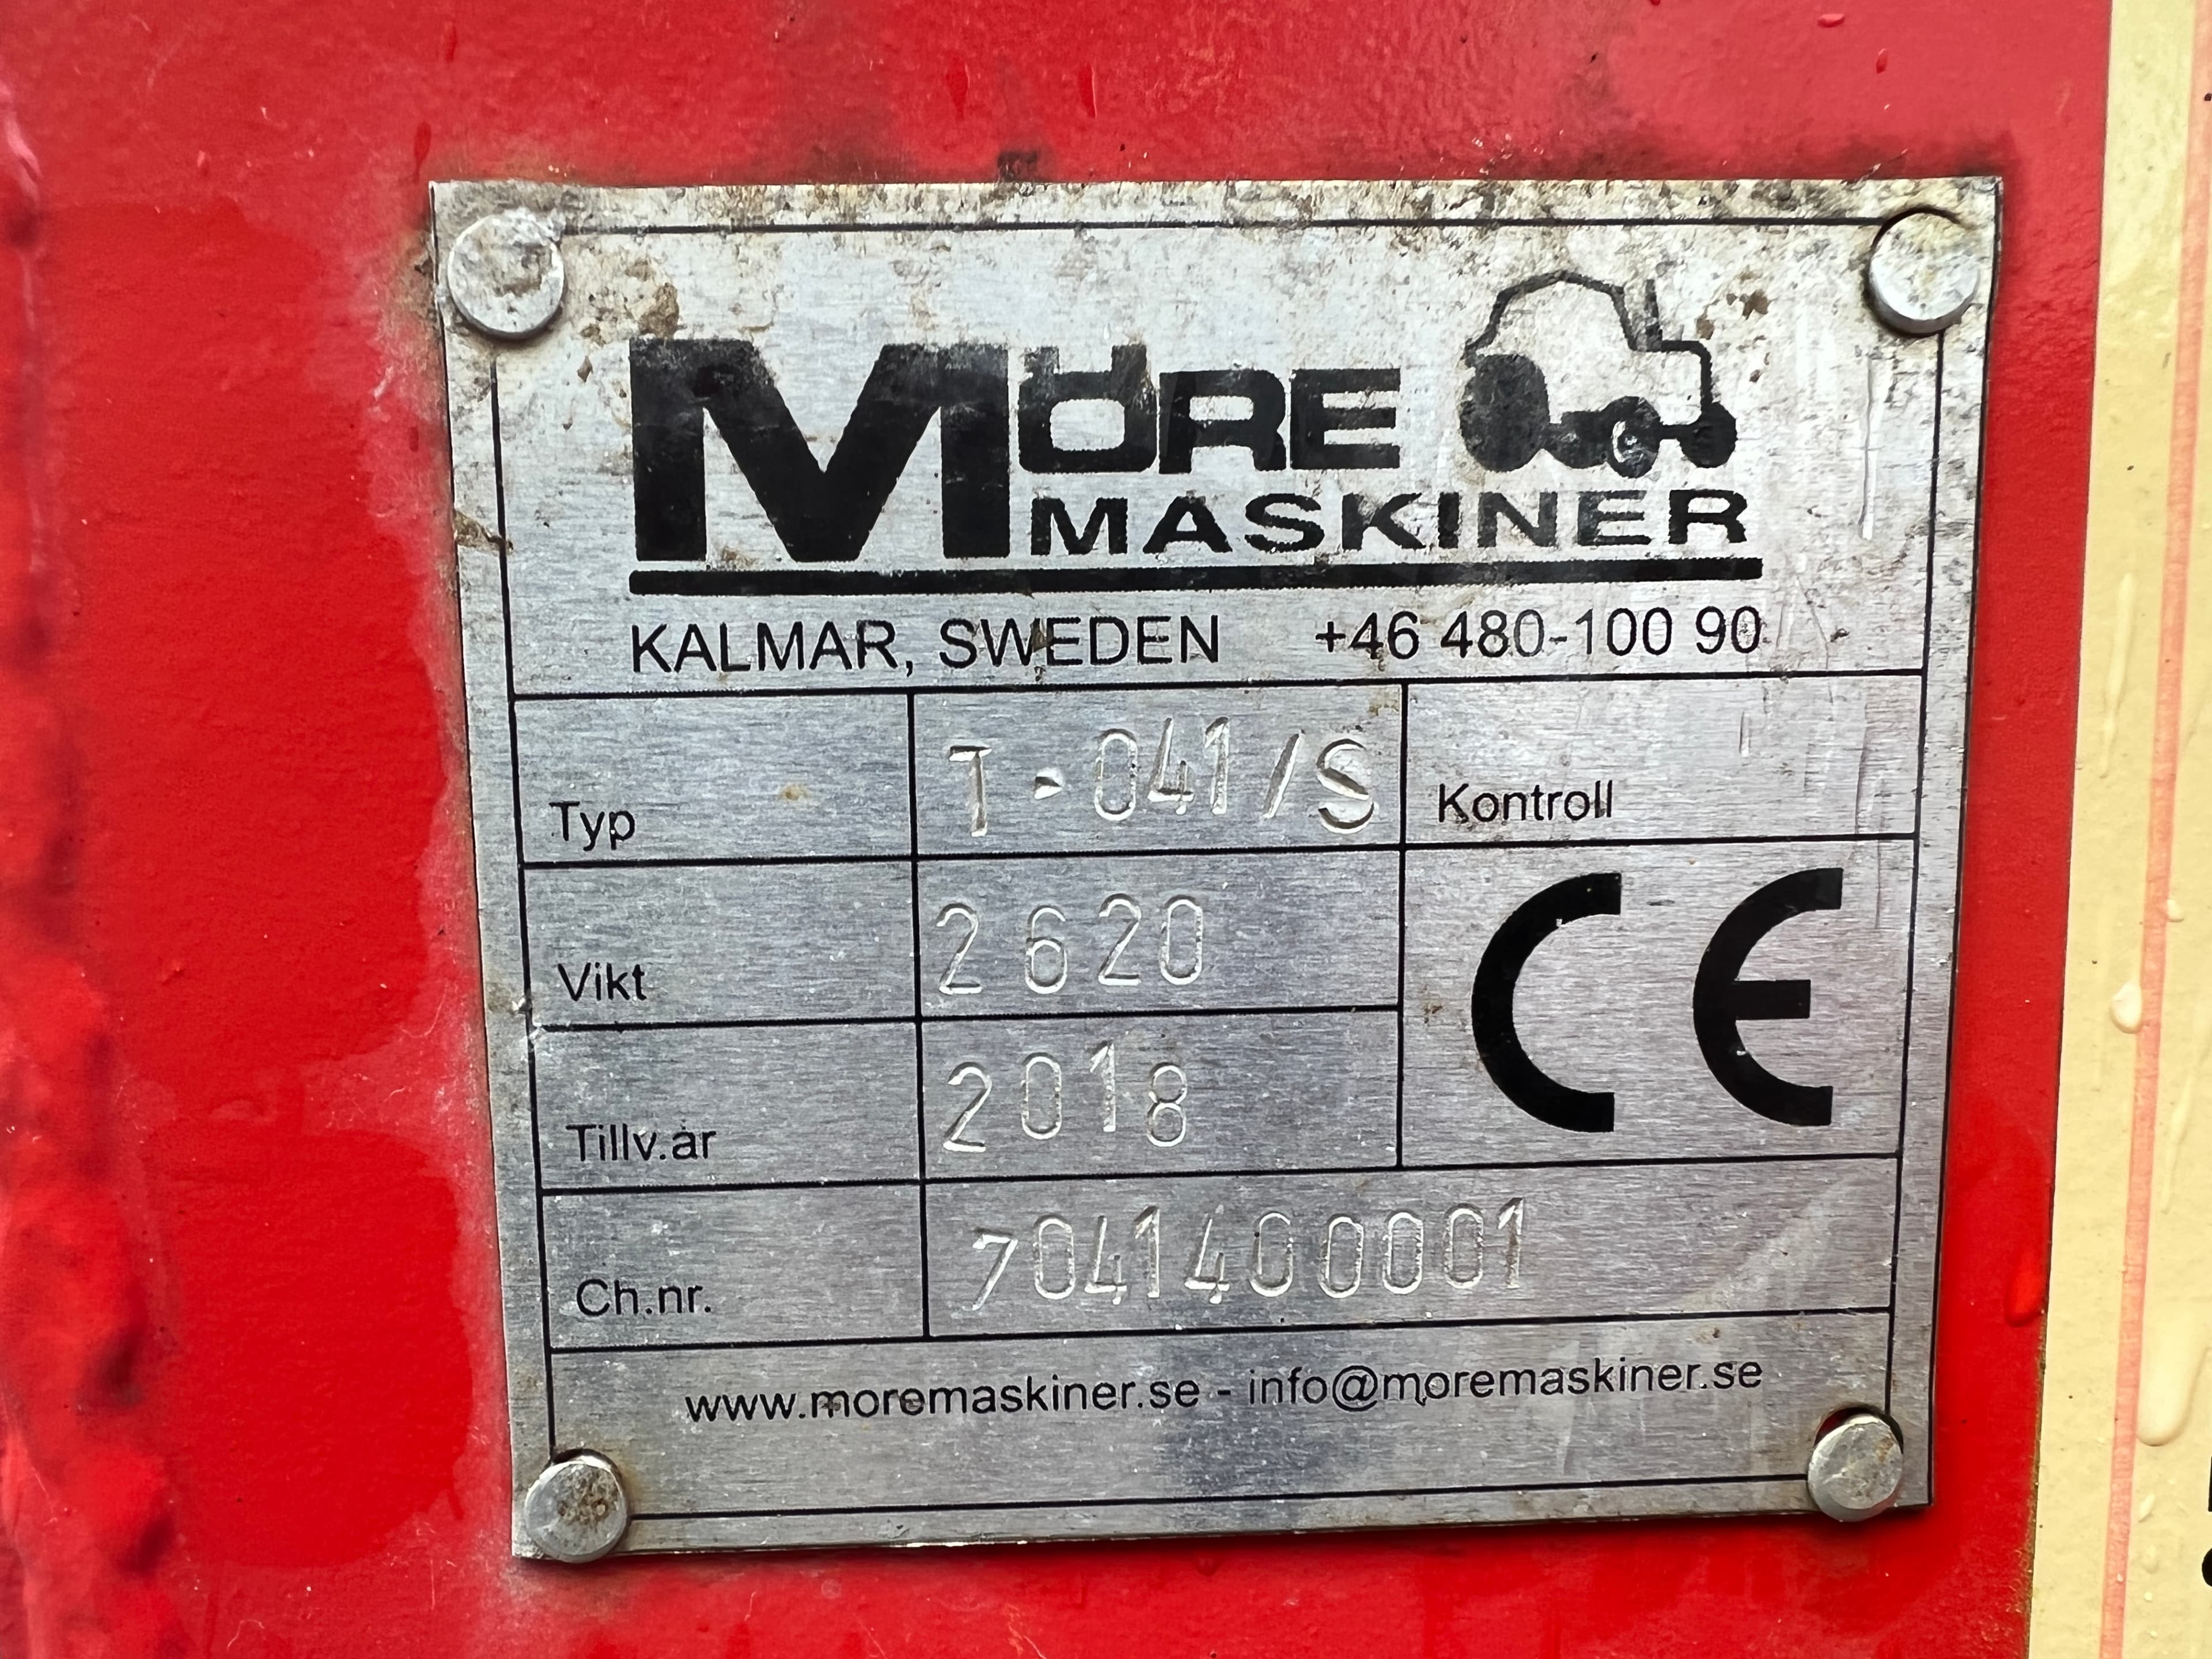 MÖRE
MASKINER
KALMAR, SWEDEN +46 480-100 90
Typ T-041/S Kontroll
Vikt 2620
CE
Tillv.år 2018
Ch.nr. 7041400001
www.moremaskiner.se - info@moremaskiner.se